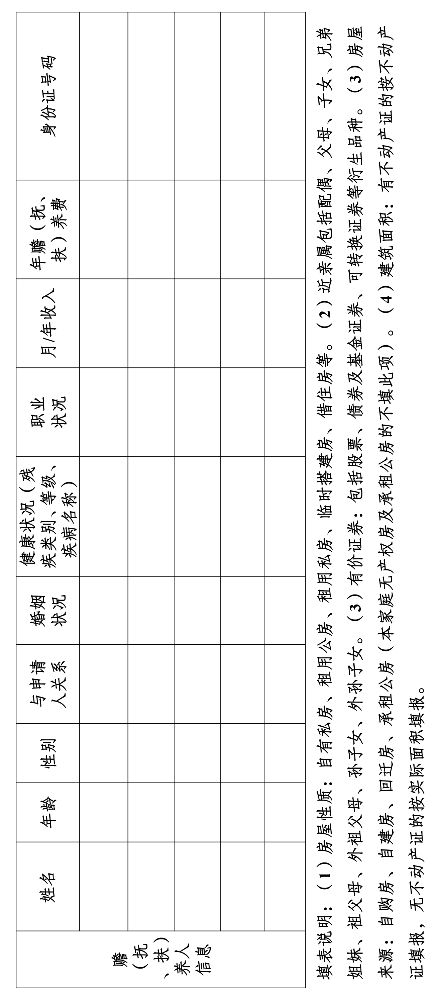 赡
（抚
、扶）
养人
信息
姓名
年龄
性别
与申请
人关系
婚姻
状况
健康状况（残
疾类别、等级、
疾病名称）
职业
状况
月/年收入
年赡（抚、
扶）养费
身份证号码
填表说明：（1）房屋性质：自有私房、租用公房、租用私房、临时搭建房、借住房等。（2）近亲属包括配偶、父母、子女、兄弟
姐妹、祖父母、外祖父母、孙子女、外孙子女。（3）有价证券：包括股票、债券及基金证券、可转换证券等衍生品种。（3）房屋
来源：自购房、自建房、回迁房、承租公房（本家庭无产权房及承租公房的不填此项）。（4）建筑面积：有不动产证的按不动产
证填报，无不动产证的按实际面积填报。